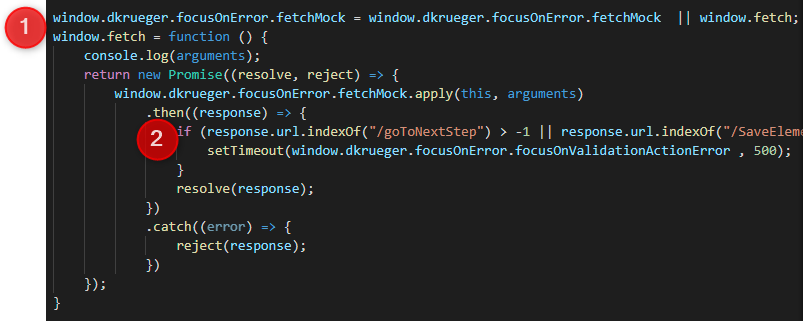 1
window.dkrueger.focusOnError.fetchMock = window.dkrueger.focusOnError.fetchMock  || window.fetch;
window.fetch = function () {
    console.log(arguments);
    return new Promise((resolve, reject) => {
        window.dkrueger.focusOnError.fetchMock.apply(this, arguments)
            .then((response) => {
2
                if (response.url.indexOf("/goToNextStep") > -1 || response.url.indexOf("/SaveEleme
                    setTimeout(window.dkrueger.focusOnError.focusOnValidationActionError , 500);
                }
                resolve(response);
            })
            .catch((error) => {
                reject(response);
            })
    });
}